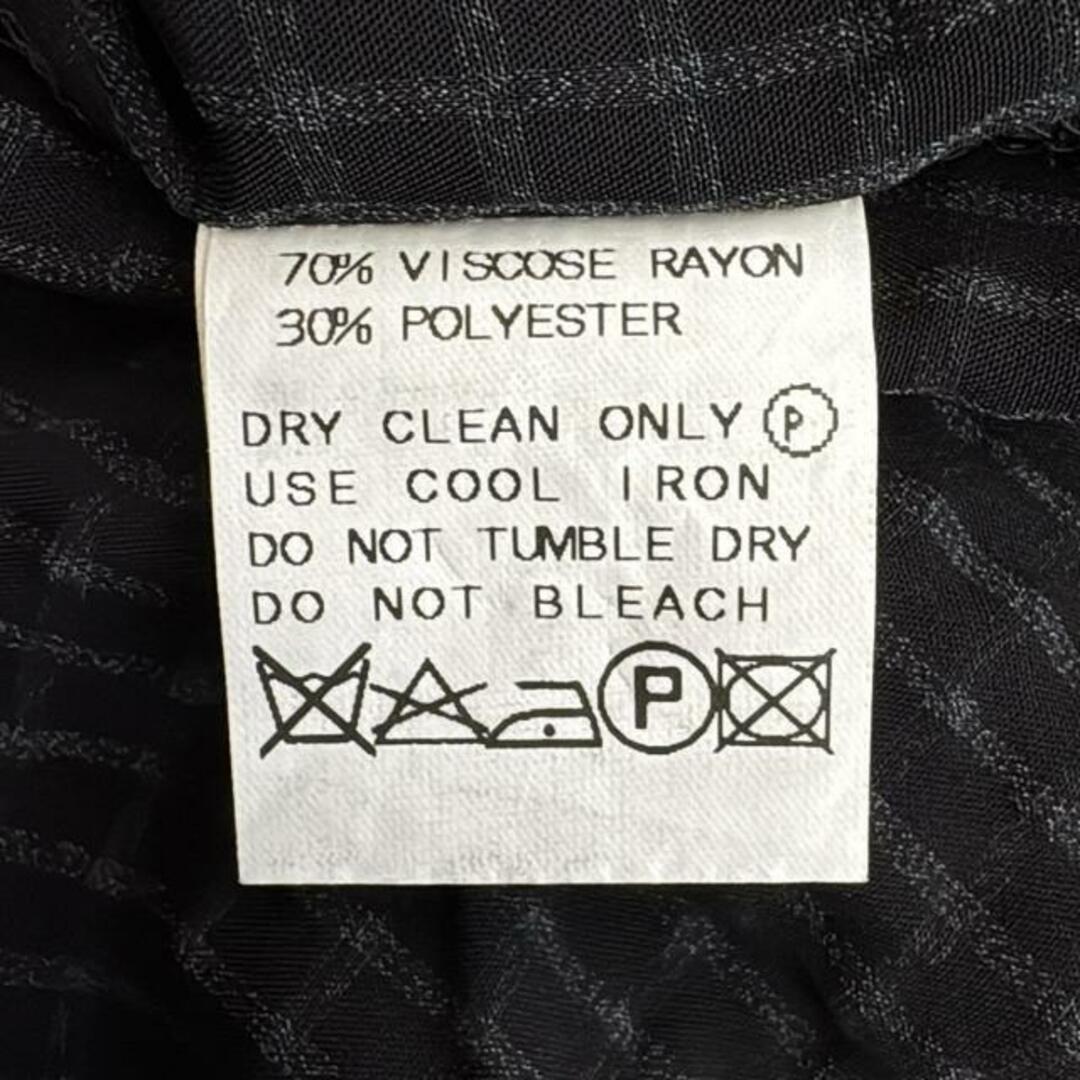 70% VISCOSE RAYON
30% POLYESTER
DRY CLEAN ONLY P
USE COOL IRON
DO NOT TUMBLE DRY
DO NOT BLEACH
P